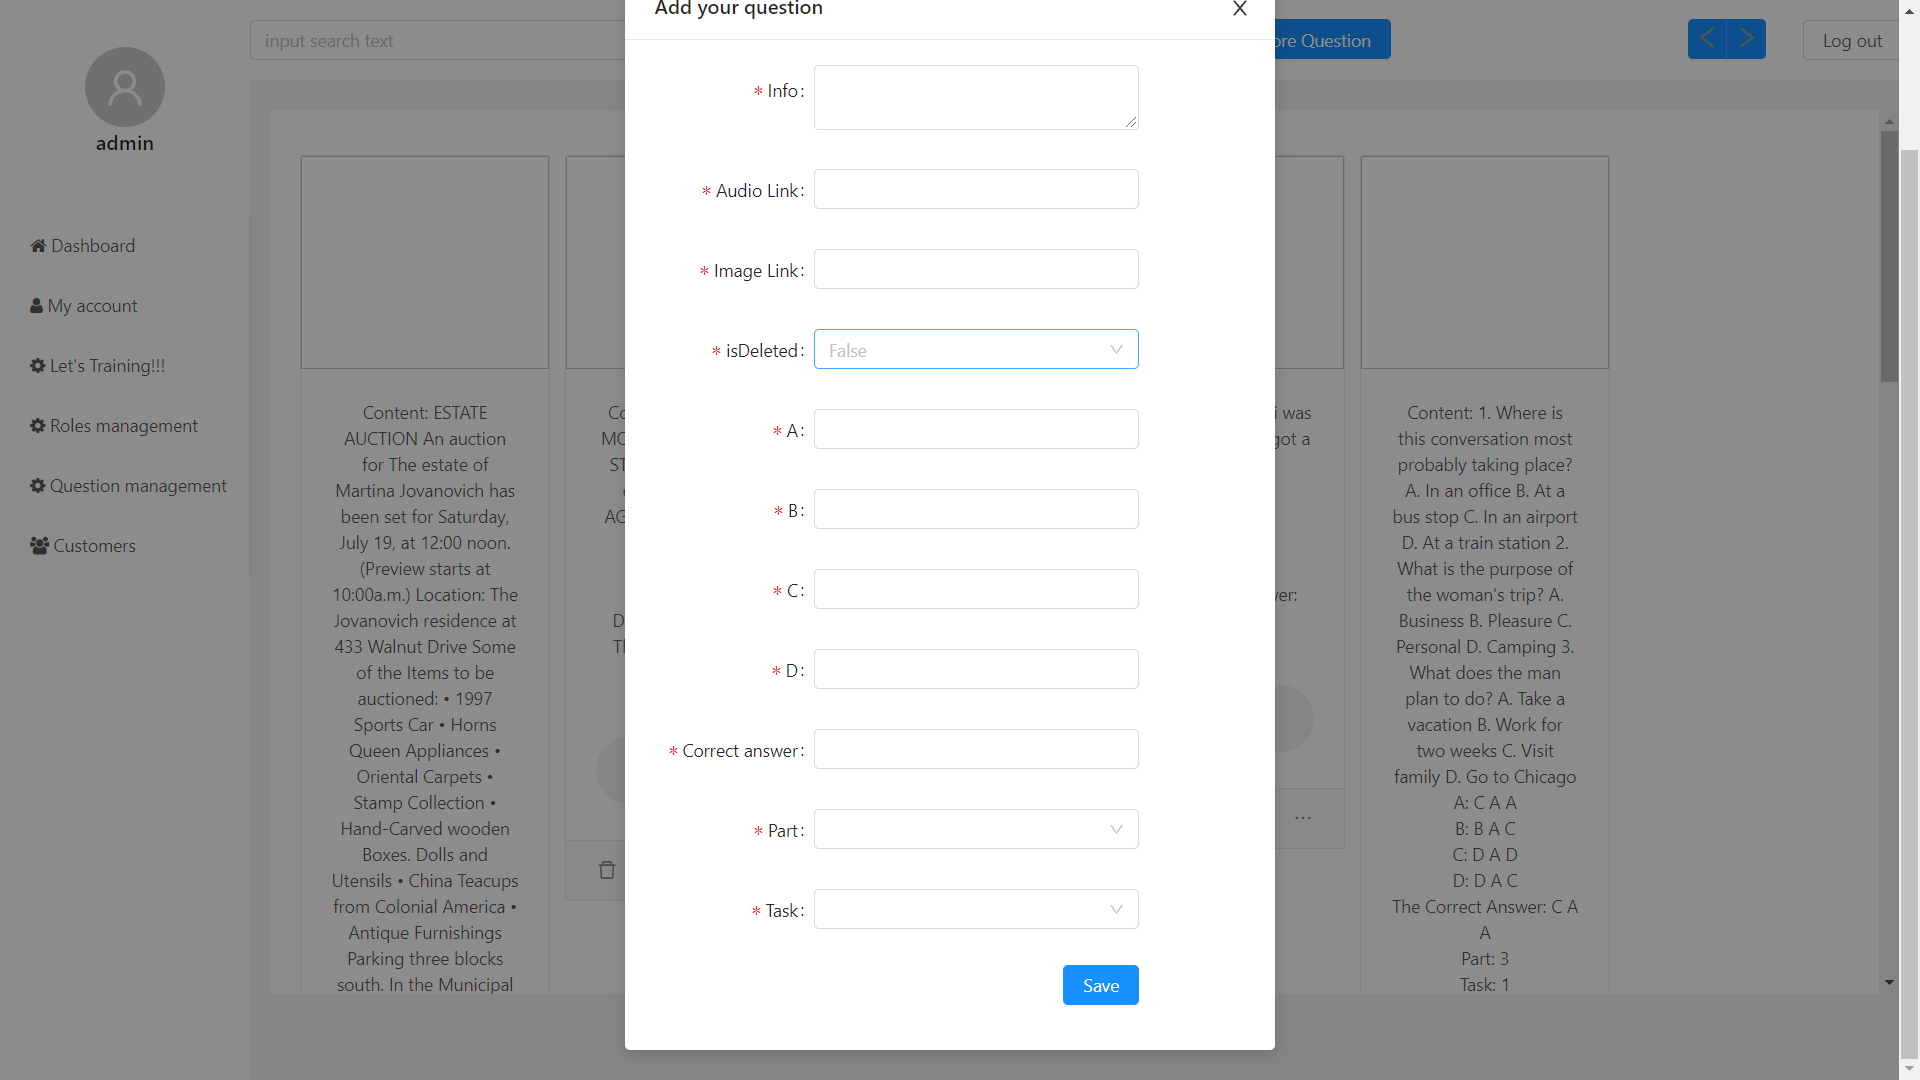 Add your question
input search text
ore Question
Log out
admin
Dashboard
My account
Let's Training!!!
Roles management
Question management
Customers
* Info:
* Audio Link:
* Image Link:
* isDeleted:
False
* A:
* B:
* C:
* D:
* Correct answer:
* Part:
* Task:
Save
Content: ESTATE
AUCTION An auction
for The estate of
Martina Jovanovich has
been set for Saturday,
July 19, at 12:00 noon.
(Preview starts at
10:00a.m.) Location: The
Jovanovich residence at
433 Walnut Drive Some
of the Items to be
auctioned: • 1997
Sports Car • Horns
Queen Appliances •
Oriental Carpets •
Stamp Collection •
Hand-Carved wooden
Boxes. Dolls and
Utensils • China Teacups
from Colonial America •
Antique Furnishings
Parking three blocks
south. In the Municipal
Content: 1. Where is
this conversation most
probably taking place?
A. In an office B. At a
bus stop C. In an airport
D. At a train station 2.
What is the purpose of
the woman's trip? A.
Business B. Pleasure C.
Personal D. Camping 3.
What does the man
plan to do? A. Take a
vacation B. Work for
two weeks C. Visit
family D. Go to Chicago
A: C A A
B: B A C
C: D A D
D: D A C
The Correct Answer: C A
A
Part: 3
Task: 1